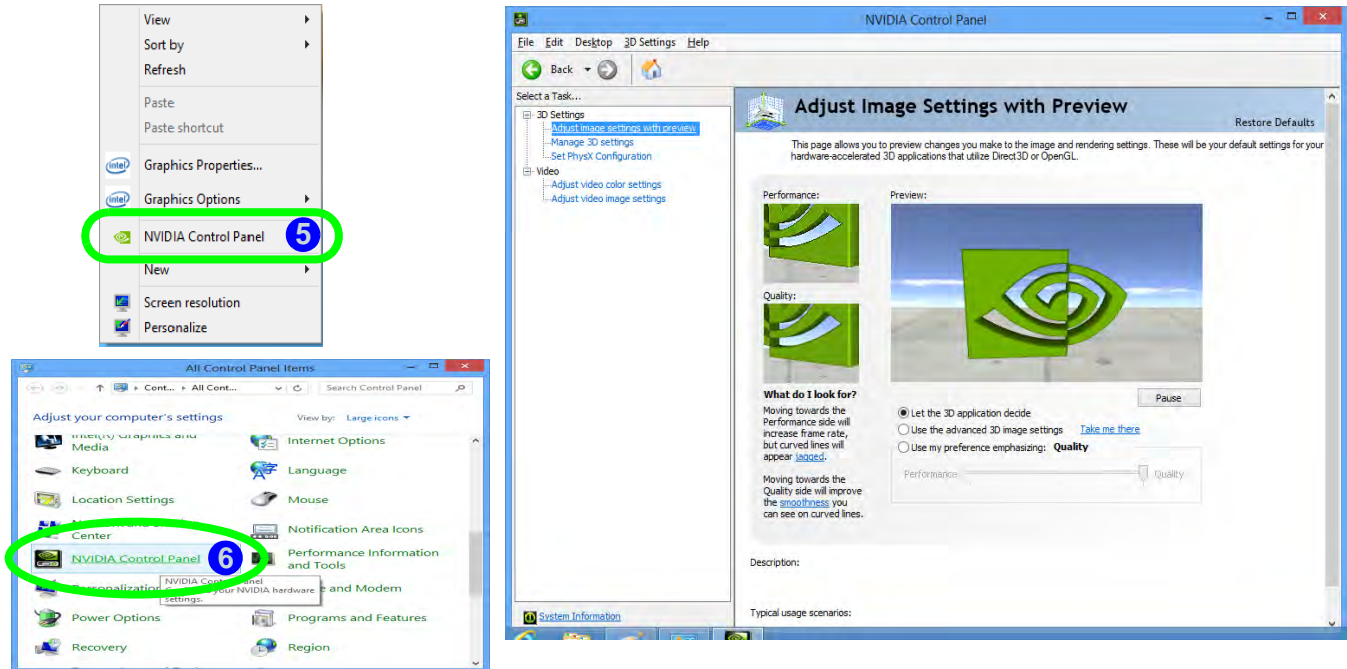 View
Sort by
Refresh
Paste
Paste shortcut
intel Graphics Properties...
intel Graphics Options
NVIDIA Control Panel 5
New
Screen resolution
Personalize
All Control Panel Items
Cont... All Cont... Search Control Panel
Adjust your computer's settings View by: Large icons
Intel(R) Graphics and
Media
Internet Options
Keyboard
Language
Location Settings
Mouse
Center
Notification Area Icons
NVIDIA Control Panel 6
Performance Information
and Tools
Personalization
NVIDIA Control Panel
your NVIDIA hardware
settings.
and Modem
Power Options
Programs and Features
Recovery
Region
NVIDIA Control Panel
File Edit Desktop 3D Settings Help
Back
Select a Task...
3D Settings
Adjust image settings with preview
Manage 3D settings
Set PhysX Configuration
Video
Adjust video color settings
Adjust video image settings
System Information
Adjust Image Settings with Preview
Restore Defaults
This page allows you to preview changes you make to the image and rendering settings. These will be your default settings for your
hardware-accelerated 3D applications that utilize Direct3D or OpenGL.
Performance:
Preview:
Quality:
What do I look for?
Moving towards the
Performance side will
increase frame rate,
but curved lines will
appear jagged.
Moving towards the
Quality side will improve
the smoothness you
can see on curved lines.
Pause
Let the 3D application decide
Use the advanced 3D image settings Take me there
Use my preference emphasizing: Quality
Performance Quality
Description:
Typical usage scenarios: